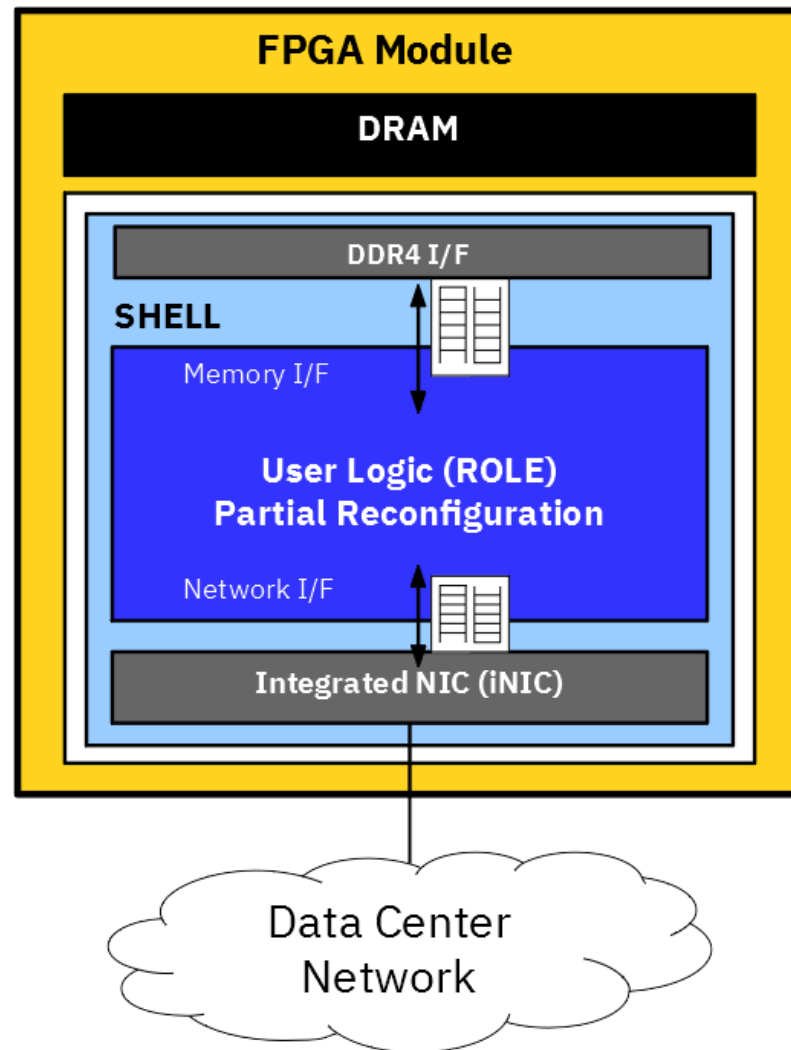 FPGA Module
DRAM
DDR4 I/F
SHELL
Memory I/F
User Logic (ROLE)
Partial Reconfiguration
Network I/F
Integrated NIC (iNIC)
Data Center
Network